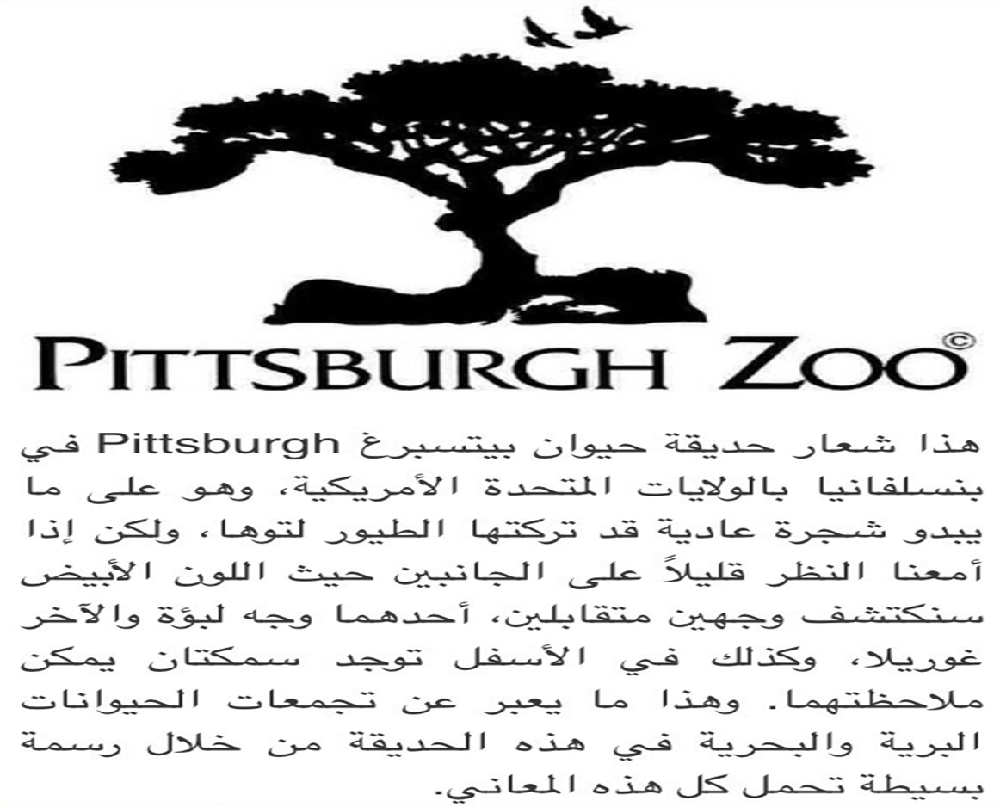 PITTSBURGH ZOO©
هذا شعار حديقة حيوان بيتسبرغ Pittsburgh في
بنسلفانيا بالولايات المتحدة الأمريكية، وهو على ما
يبدو شجرة عادية قد تركتها الطيور لتوها، ولكن إذا
أمعنا النظر قليلاً على الجانبين حيث اللون الأبيض
سنكتشف وجهين متقابلين، أحدهما وجه لبؤة والآخر
غوريلا، وكذلك في الأسفل توجد سمكتان يمكن
ملاحظتهما. وهذا ما يعبر عن تجمعات الحيوانات
البرية والبحرية في هذه الحديقة من خلال رسمة
بسيطة تحمل كل هذه المعاني.